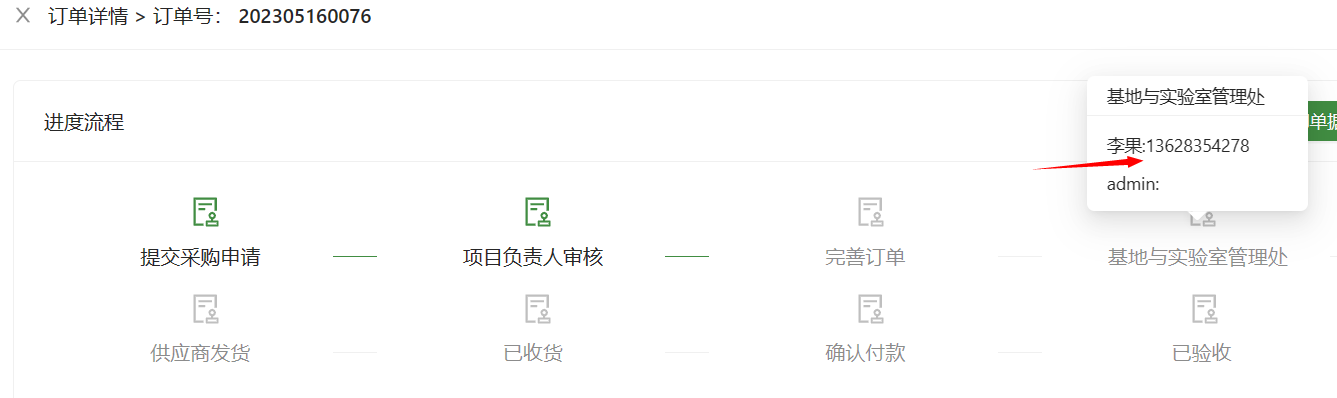 订单详情 > 订单号： 202305160076
基地与实验室管理处
进度流程
单据
李果:13628354278
admin:
提交采购申请
项目负责人审核
完善订单
基地与实验室管理处
供应商发货
已收货
确认付款
已验收